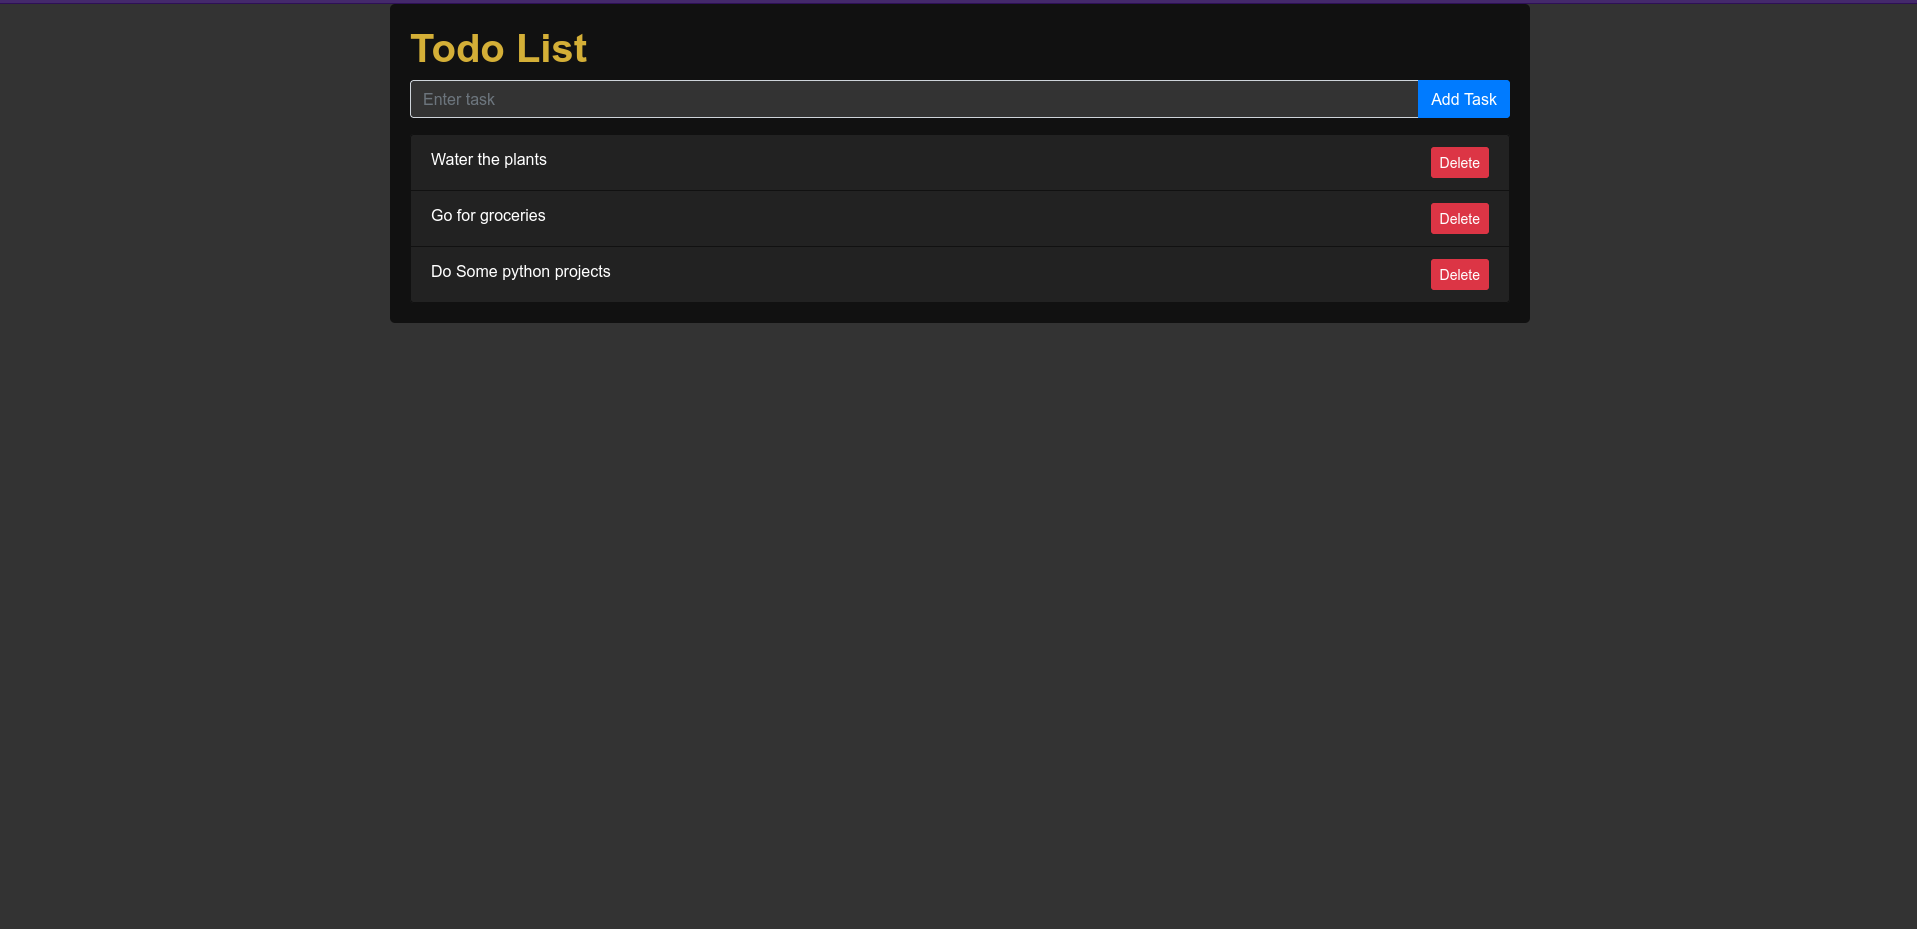 Todo List
Enter task Add Task
Water the plants Delete
Go for groceries Delete
Do Some python projects Delete